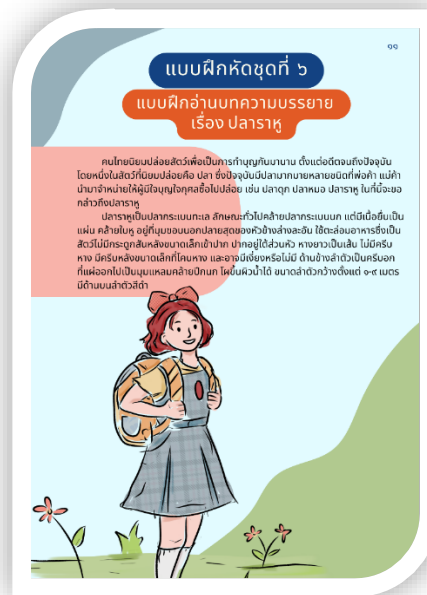 ๑๑
แบบฝึกหัดชุดที่ ๖
แบบฝึกอ่านบทความบรรยาย
เรื่อง ปลาราหู
คนไทยนิยมปล่อยสัตว์เพื่อเป็นการทำบุญกันมานาน ตั้งแต่อดีตจนถึงปัจจุบัน
โดยหนึ่งในสัตว์ที่นิยมปล่อยคือ ปลา ซึ่งปัจจุบันมีปลามากมายหลายชนิดที่พ่อค้า แม่ค้า
นำมาจำหน่ายให้ผู้มีใจบุญใจกุศลซื้อไปปล่อย เช่น ปลาดุก ปลาหมอ ปลาราหู ในที่นี้จะขอ
กล่าวถึงปลาราหู
ปลาราหูเป็นปลากระเบนทะเล ลักษณะทั่วไปคล้ายปลากระเบนนก แต่มีเนื้อยื่นเป็น
แผ่น คล้ายใบหู อยู่ที่มุมขอบนอกปลายสุดของหัวข้างล่างละอัน ใช้ตะล่อมอาหารซึ่งเป็น
สัตว์ไม่มีกระดูกสันหลังขนาดเล็กเข้าปาก ปากอยู่ใต้ส่วนหัว หางยาวเป็นเส้น ไม่มีครีบ
หาง มีครีบหลังขนาดเล็กที่โคนหาง และอาจมีเงี่ยงหรือไม่มี ด้านข้างลำตัวเป็นครีบอก
ที่แผ่ออกไปเป็นมุมแหลมคล้ายปีกนก โผขึ้นผิวน้ำได้ ขนาดลำตัวกว้างตั้งแต่ ๑-๙ เมตร
มีด้านบนลำตัวสีดำ